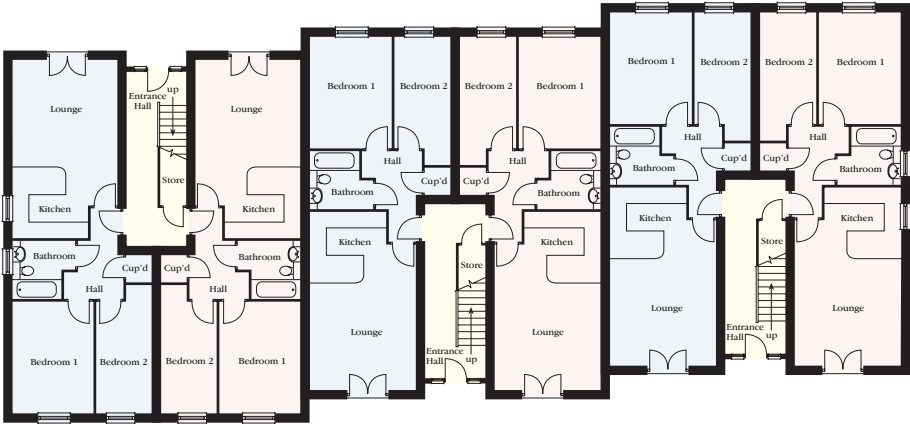 Lounge
Entrance
Hall
up
Lounge
Store
Kitchen
Kitchen
Bathroom
Cup'd
Cup'd
Bathroom
Hall
Hall
Bedroom 1
Bedroom 2
Bedroom 2
Bedroom 1
Bedroom 1
Bedroom 2
Bedroom 2
Bedroom 1
Hall
Hall
Bathroom
Cup'd
Cup'd
Bathroom
Kitchen
Kitchen
Store
Lounge
Lounge
Entrance
Hall
up
Bedroom 1
Bedroom 2
Bedroom 2
Bedroom 1
Hall
Hall
Bathroom
Cup'd
Cup'd
Bathroom
Kitchen
Kitchen
Store
Lounge
Lounge
Entrance
Hall
up